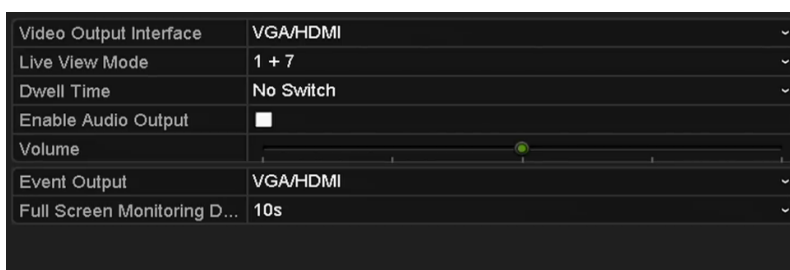 Video Output Interface VGA/HDMI
Live View Mode 1 + 7
Dwell Time No Switch
Enable Audio Output
Volume
Event Output VGA/HDMI
Full Screen Monitoring D... 10s